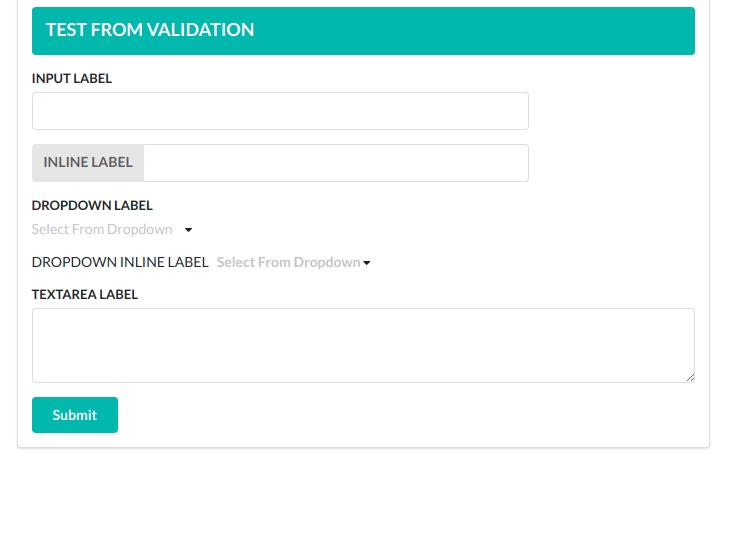 TEST FROM VALIDATION
INPUT LABEL
INLINE LABEL
DROPDOWN LABEL
Select From Dropdown
DROPDOWN INLINE LABEL Select From Dropdown
TEXTAREA LABEL
Submit